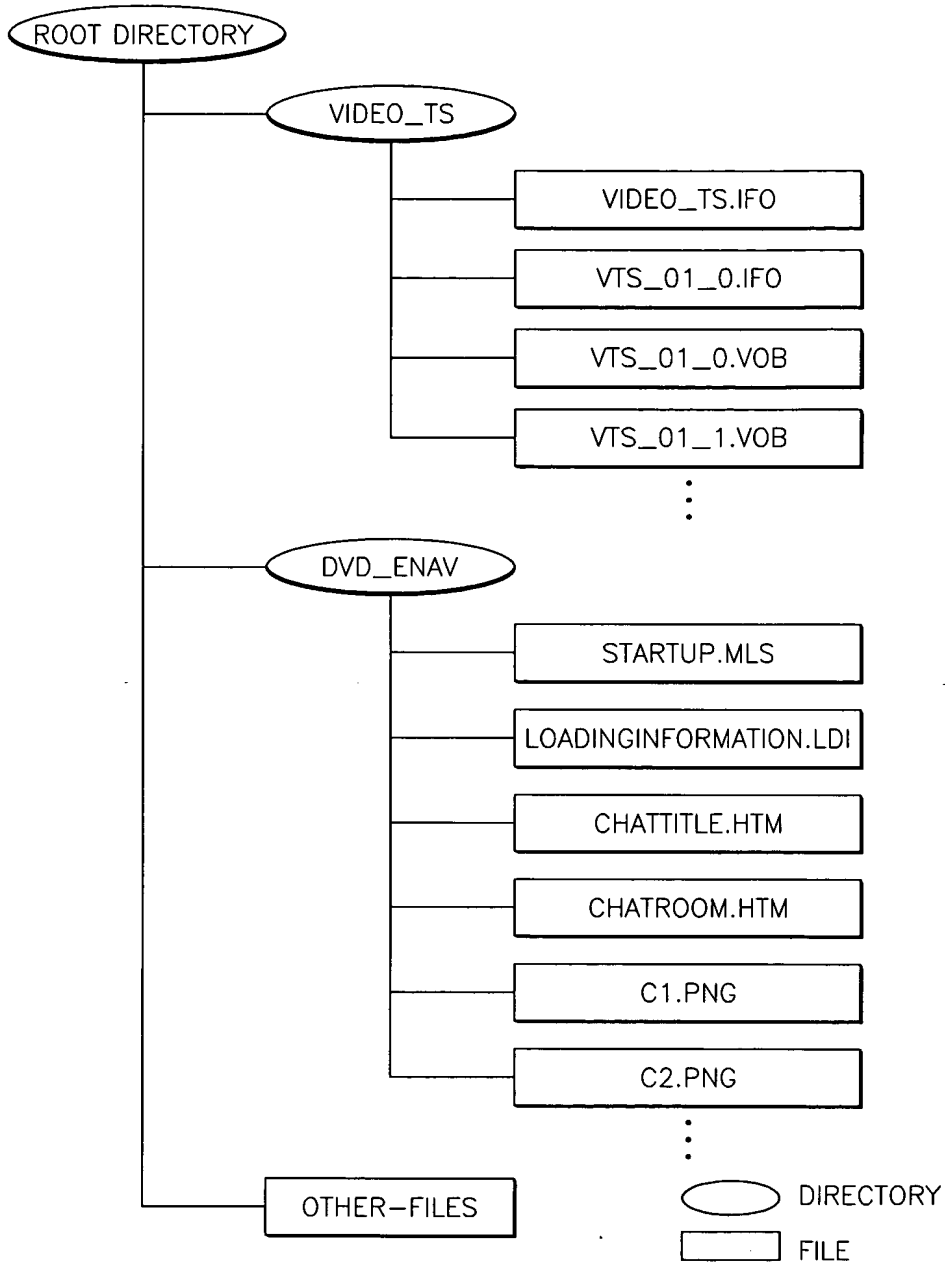 ROOT DIRECTORY
VIDEO_TS
VIDEO_TS.IFO
VTS_01_0.IFO
VTS_01_0.VOB
VTS_01_1.VOB
DVD_ENAV
STARTUP.MLS
LOADINGINFORMATION.LDI
CHATTITLE.HTM
CHATROOM.HTM
C1.PNG
C2.PNG
OTHER-FILES
DIRECTORY
FILE